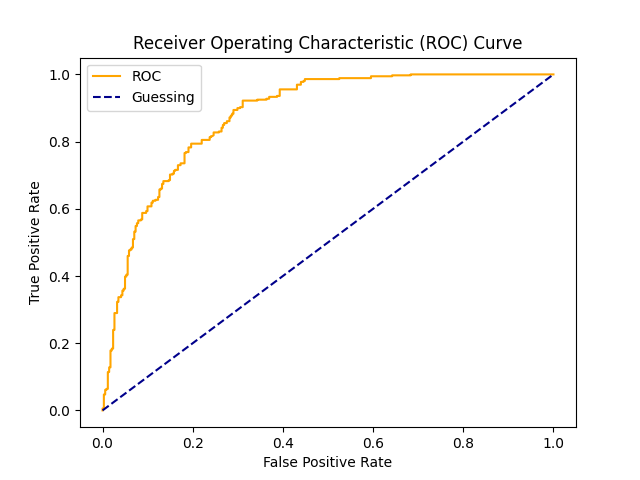 Receiver Operating Characteristic (ROC) Curve
ROC
Guessing
True Positive Rate
1.0
0.8
0.6
0.4
0.2
0.0
0.0 0.2 0.4 0.6 0.8 1.0
False Positive Rate